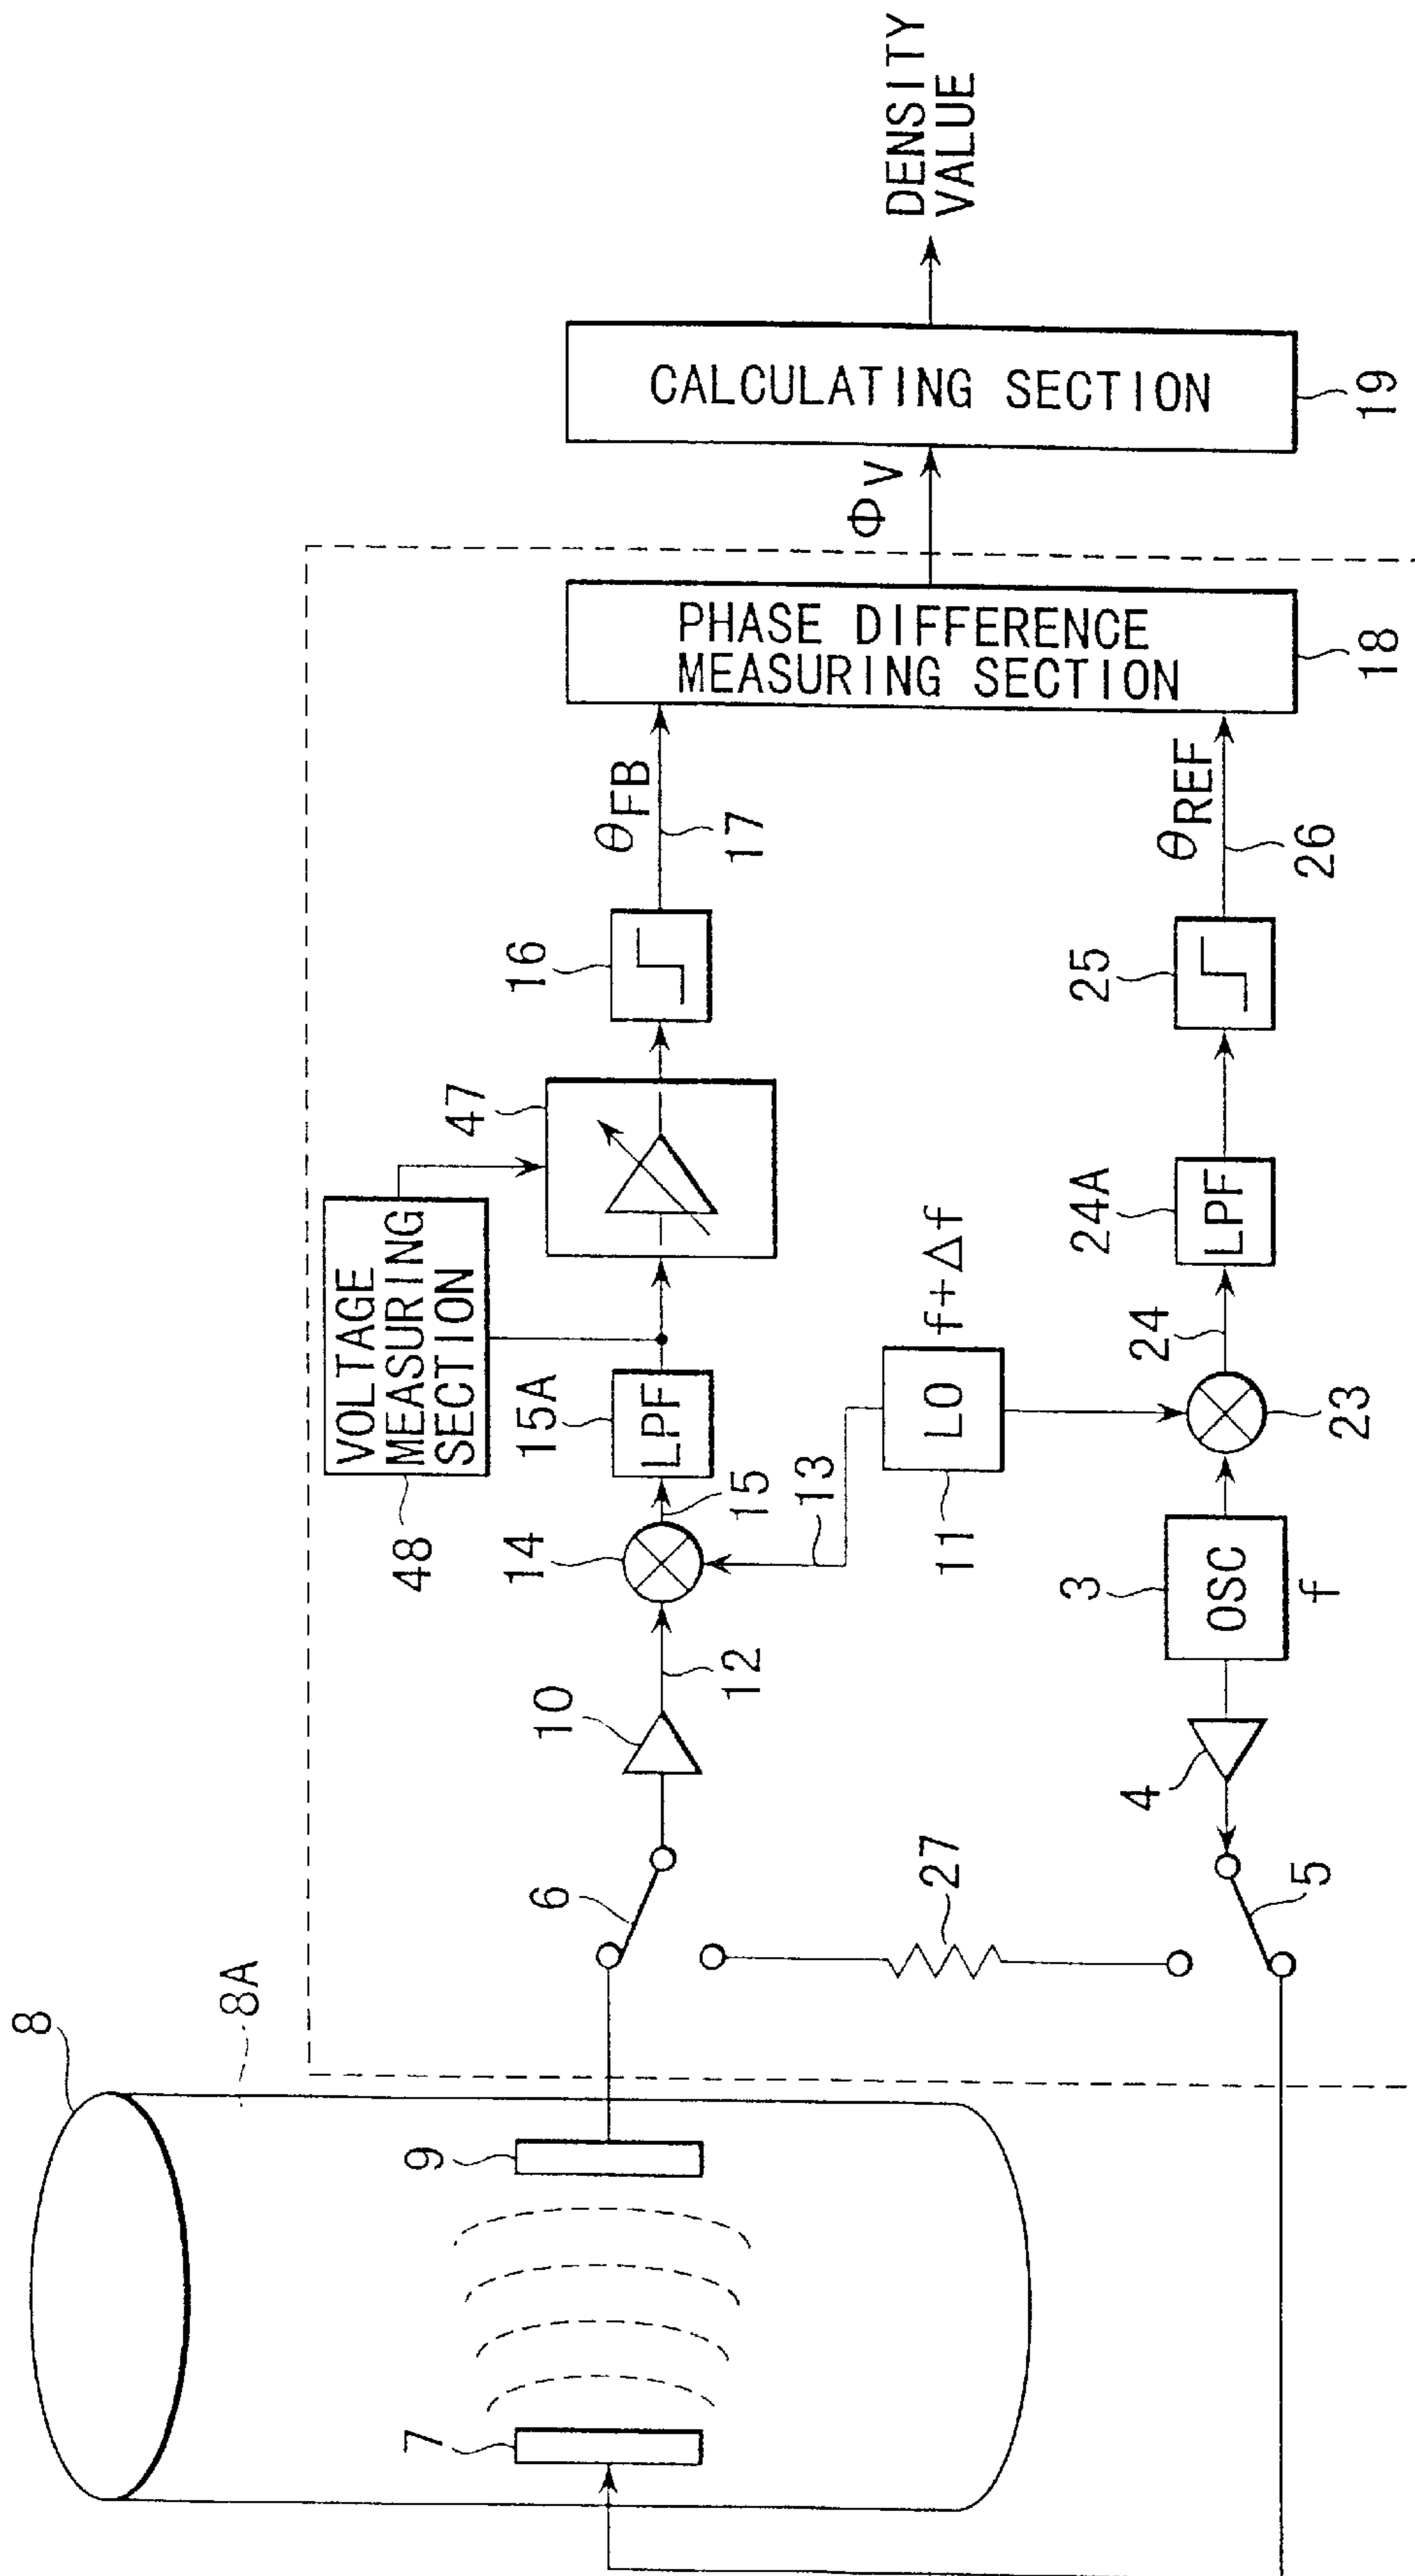 8
8A
9
7
6
10
12
14
15
15A
LPF
VOLTAGE
MEASURING
SECTION
48
47
16
θFB
17
13
LO
11
f+Δf
27
5
4
OSC
3
f
23
24
LPF
24A
25
θREF
26
PHASE DIFFERENCE
MEASURING SECTION
18
ΦV
CALCULATING SECTION
19
DENSITY
VALUE